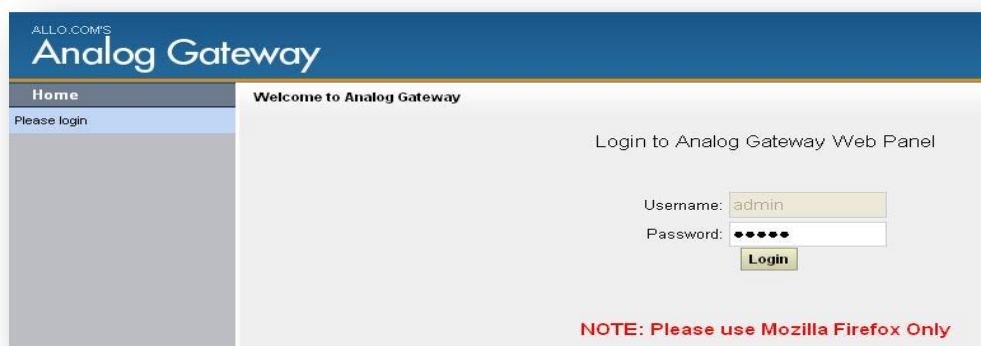 ALLO.COM'S
Analog Gateway
Home
Welcome to Analog Gateway
Please login
Login to Analog Gateway Web Panel
Username: admin
Password: ●●●●●
Login
NOTE: Please use Mozilla Firefox Only